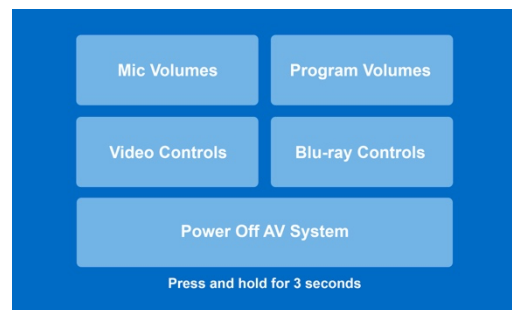 Mic Volumes
Program Volumes
Video Controls
Blu-ray Controls
Power Off AV System
Press and hold for 3 seconds